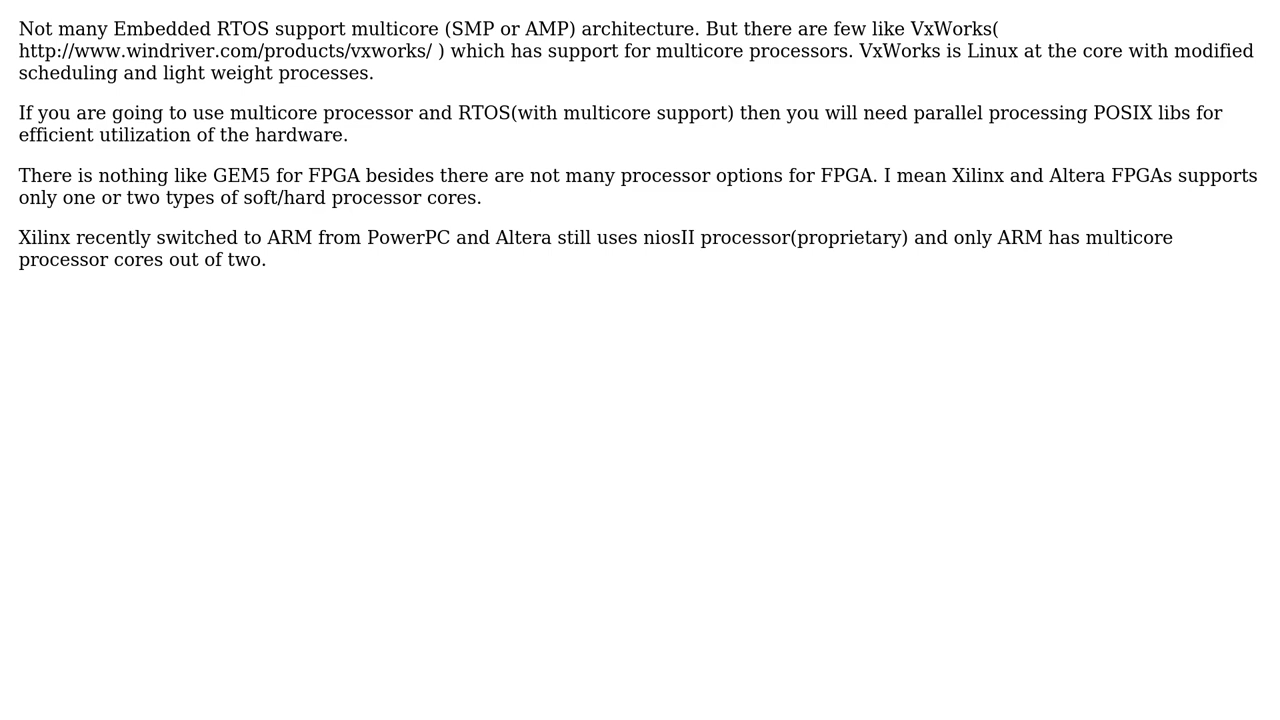 Not many Embedded RTOS support multicore (SMP or AMP) architecture. But there are few like VxWorks(
http://www.windriver.com/products/vxworks/ ) which has support for multicore processors. VxWorks is Linux at the core with modified
scheduling and light weight processes.
If you are going to use multicore processor and RTOS(with multicore support) then you will need parallel processing POSIX libs for
efficient utilization of the hardware.
There is nothing like GEM5 for FPGA besides there are not many processor options for FPGA. I mean Xilinx and Altera FPGAs supports
only one or two types of soft/hard processor cores.
Xilinx recently switched to ARM from PowerPC and Altera still uses niosII processor(proprietary) and only ARM has multicore
processor cores out of two.